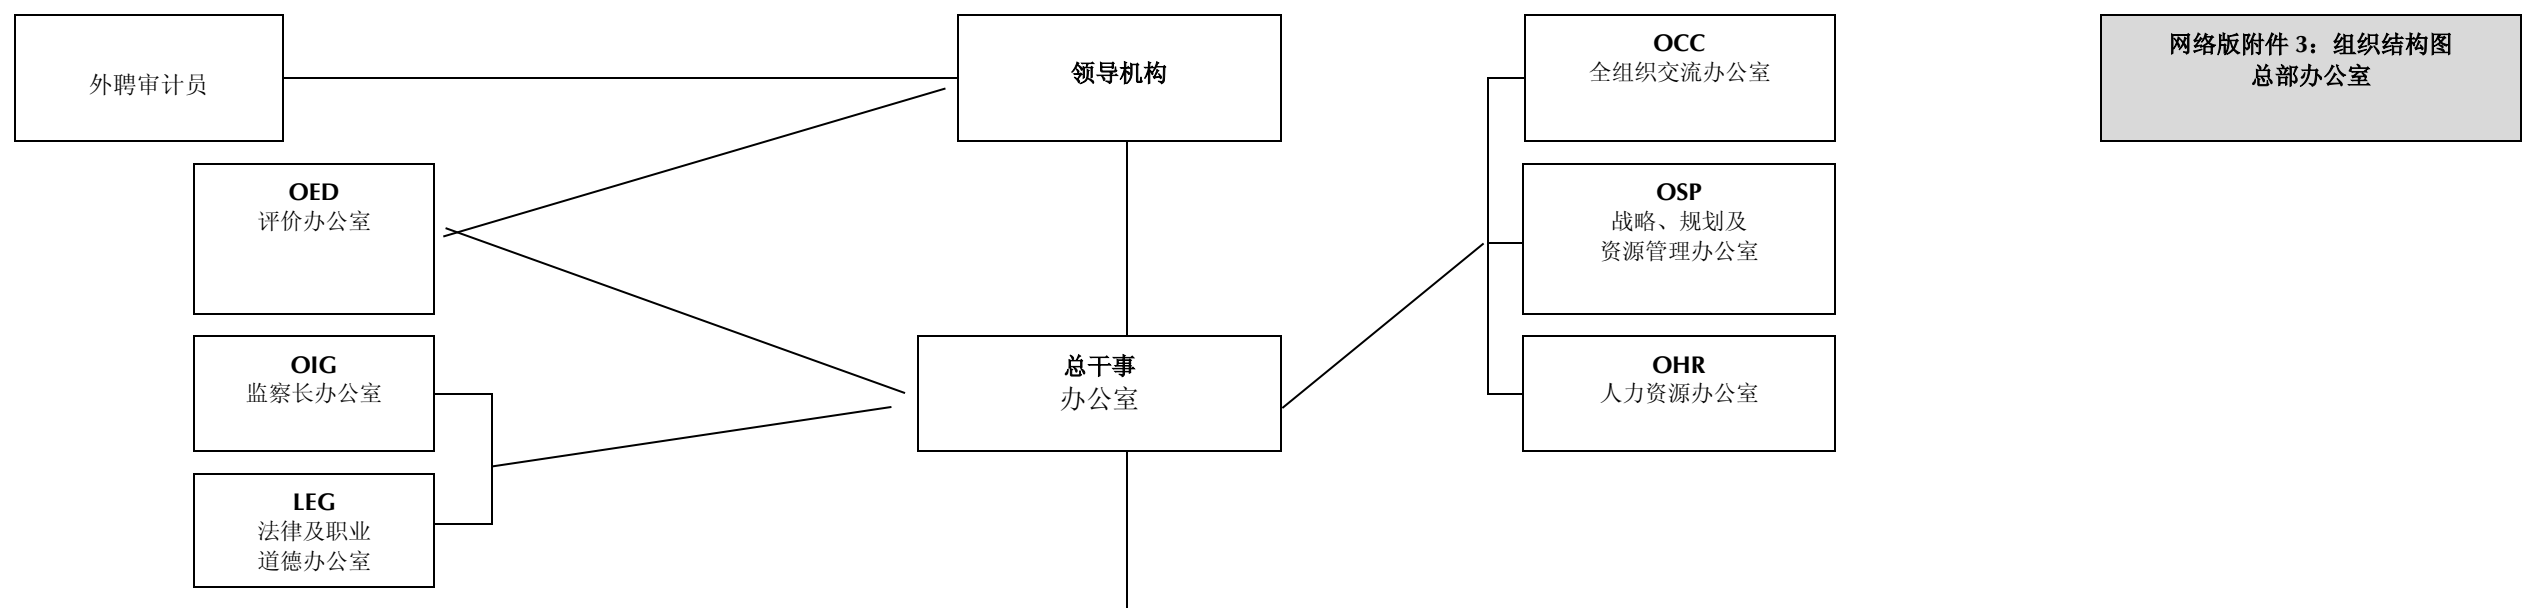 外聘审计员
领导机构
OCC
全组织交流办公室
网络版附件 3：组织结构图
总部办公室
OED
评价办公室
OSP
战略、规划及
资源管理办公室
OIG
监察长办公室
总干事
办公室
OHR
人力资源办公室
LEG
法律及职业
道德办公室